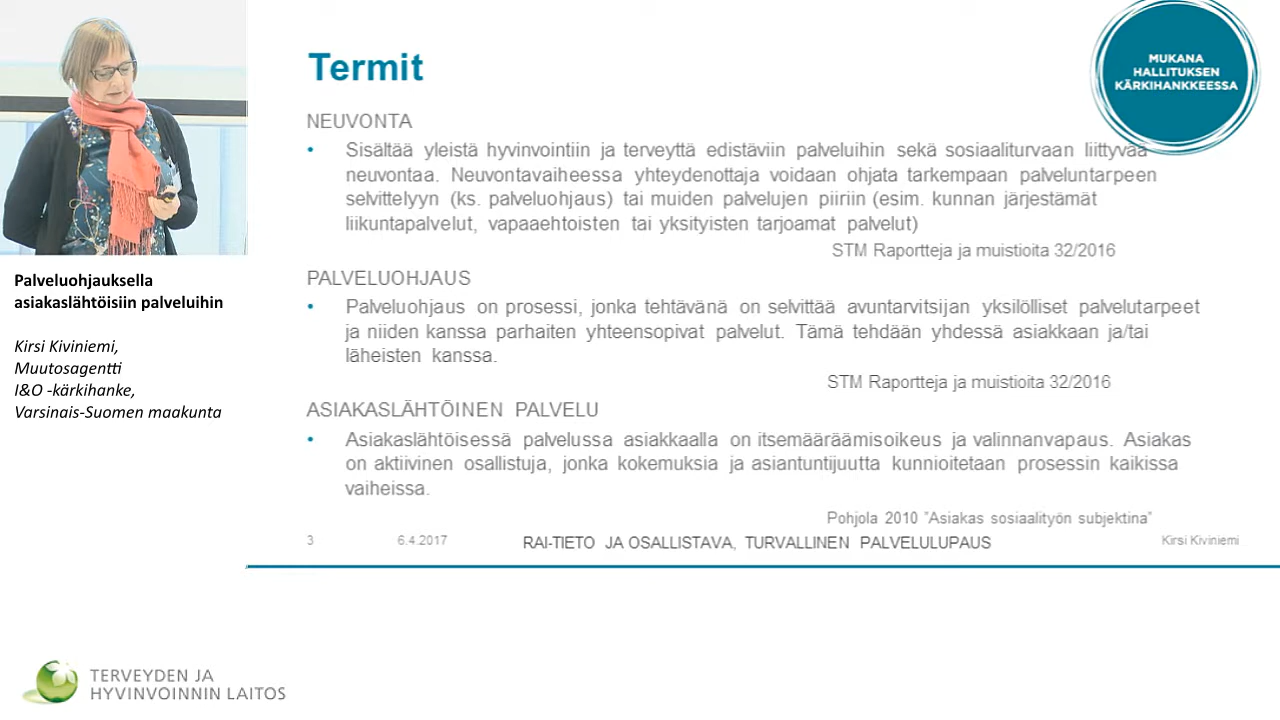 Termit
MUKANA
HALLITUKSEN
KÄRKIHANKKEESSA
NEUVONTA
• Sisältää yleistä hyvinvointiin ja terveyttä edistäviin palveluihin sekä sosiaaliturvaan liittyvää
neuvontaa. Neuvontavaiheessa yhteydenottaja voidaan ohjata tarkempaan palveluntarpeen
selvittelyyn (ks. palveluohjaus) tai muiden palvelujen piiriin (esim. kunnan järjestämät
liikuntapalvelut, vapaaehtoisten tai yksityisten tarjoamat palvelut)
STM Raportteja ja muistioita 32/2016
PALVELUOHJAUS
• Palveluohjaus on prosessi, jonka tehtävänä on selvittää avuntarvitsijan yksilölliset palvelutarpeet
ja niiden kanssa parhaiten yhteensopivat palvelut. Tämä tehdään yhdessä asiakkaan ja/tai
läheisten kanssa.
STM Raportteja ja muistioita 32/2016
ASIAKASLÄHTÖINEN PALVELU
• Asiakaslähtöisessä palvelussa asiakkaalla on itsemääräämisoikeus ja valinnanvapaus. Asiakas
on aktiivinen osallistuja, jonka kokemuksia ja asiantuntijuutta kunnioitetaan prosessin kaikissa
vaiheissa.
Pohjola 2010 "Asiakas sosiaalityön subjektina"
3 6.4.2017 RAI-TIETO JA OSALLISTAVA, TURVALLINEN PALVELULUPAUS Kirsi Kiviniemi
Palveluohjauksella
asiakaslähtöisiin palveluihin
Kirsi Kiviniemi,
Muutosagentti
I&O -kärkihanke,
Varsinais-Suomen maakunta
TERVEYDEN JA
HYVINVOINNIN LAITOS